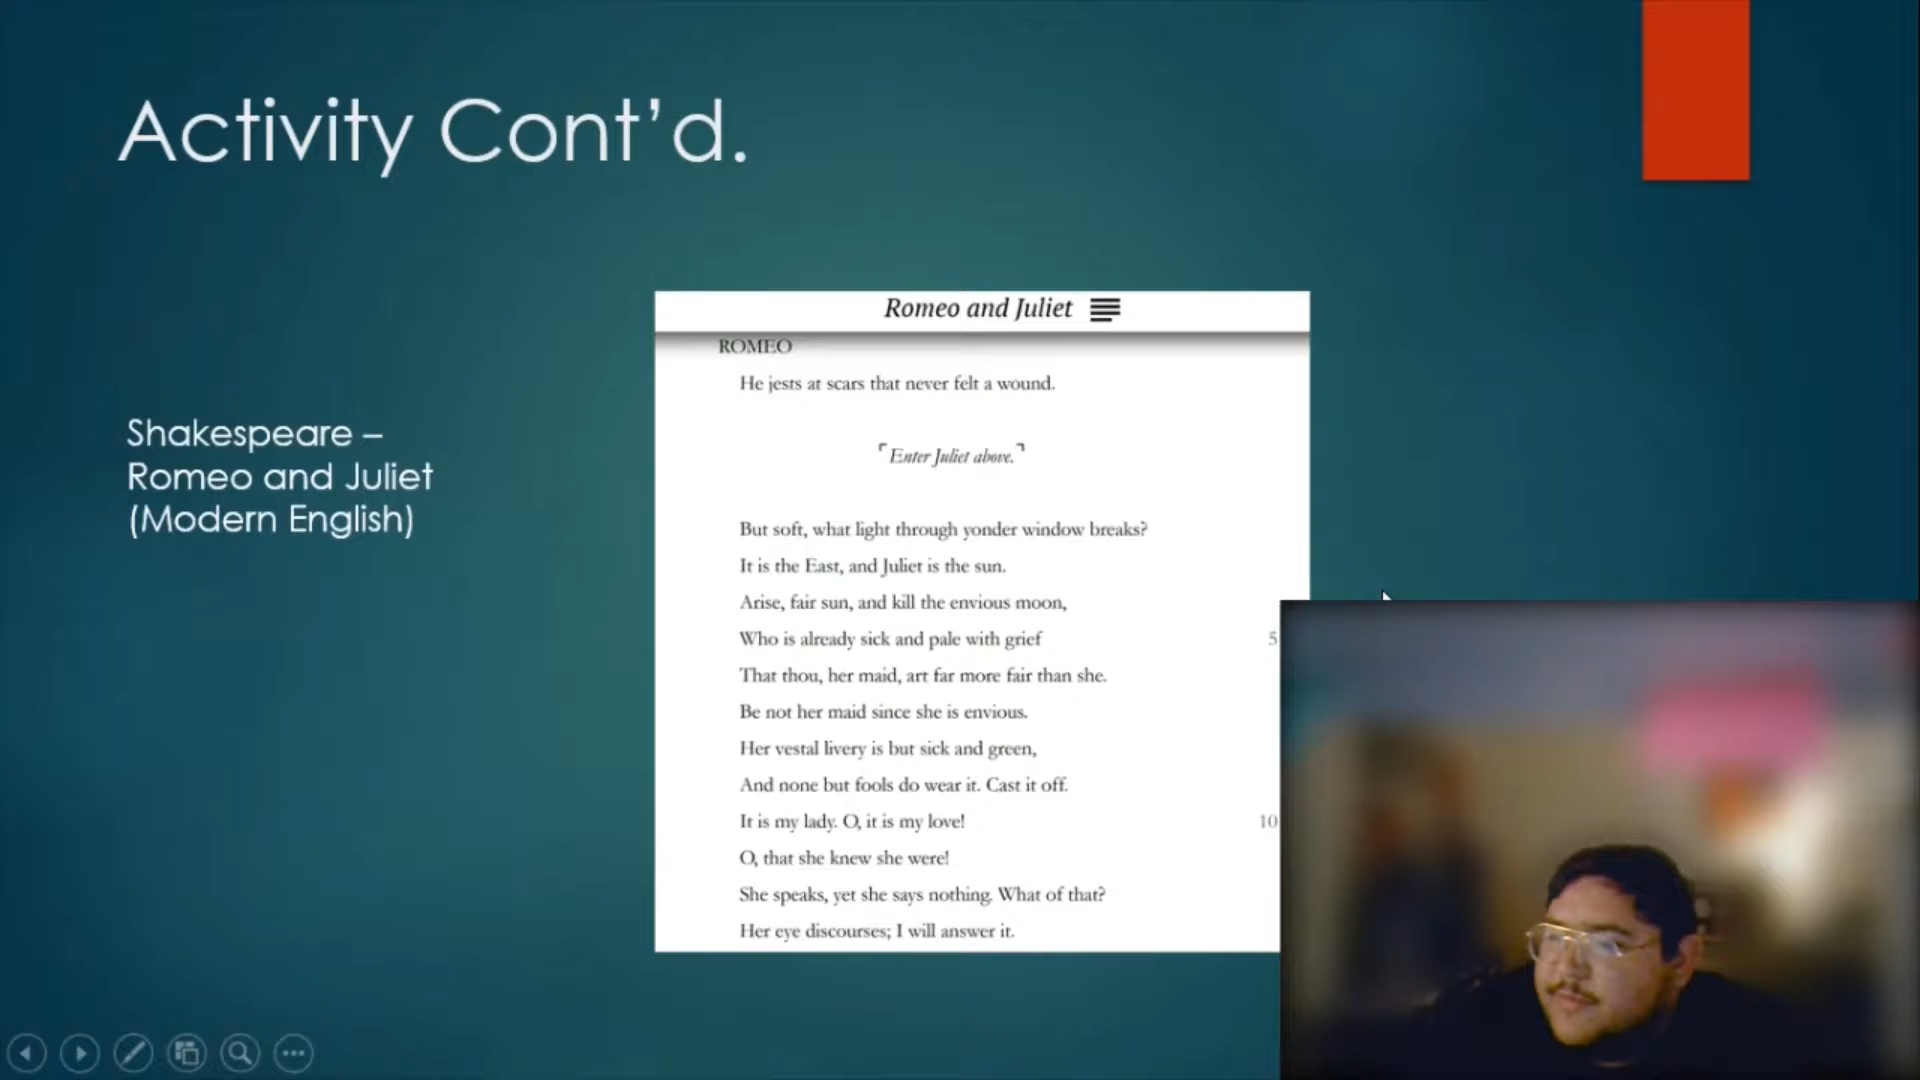 Activity Cont’d.
Shakespeare –
Romeo and Juliet
(Modern English)
Romeo and Juliet
ROMEO
He jests at scars that never felt a wound.
⌜Enter Juliet above.⌝
But soft, what light through yonder window breaks?
It is the East, and Juliet is the sun.
Arise, fair sun, and kill the envious moon,
Who is already sick and pale with grief 5
That thou, her maid, art far more fair than she.
Be not her maid since she is envious.
Her vestal livery is but sick and green,
And none but fools do wear it. Cast it off.
It is my lady. O, it is my love! 10
O, that she knew she were!
She speaks, yet she says nothing. What of that?
Her eye discourses; I will answer it.